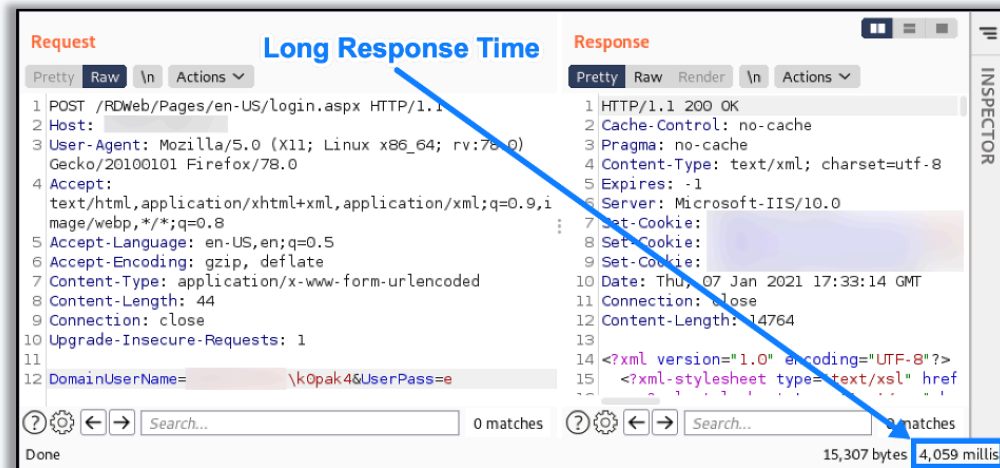 Long Response Time
Request
Pretty Raw \n Actions
1 POST /RDWeb/Pages/en-US/login.aspx HTTP/1.1
2 Host:
3 User-Agent: Mozilla/5.0 (X11; Linux x86_64; rv:78.0)
Gecko/20100101 Firefox/78.0
4 Accept:
text/html,application/xhtml+xml,application/xml;q=0.9,i
mage/webp,*/*;q=0.8
5 Accept-Language: en-US,en;q=0.5
6 Accept-Encoding: gzip, deflate
7 Content-Type: application/x-www-form-urlencoded
8 Content-Length: 44
9 Connection: close
10 Upgrade-Insecure-Requests: 1
11
12 DomainUserName= \k0pak4&UserPass=e
Search... 0 matches
Done
Response
Pretty Raw Render \n Actions
1 HTTP/1.1 200 OK
2 Cache-Control: no-cache
3 Pragma: no-cache
4 Content-Type: text/xml; charset=utf-8
5 Expires: -1
6 Server: Microsoft-IIS/10.0
7 Set-Cookie:
8 Set-Cookie:
9 Set-Cookie:
10 Date: Thu, 07 Jan 2021 17:33:14 GMT
11 Connection: close
12 Content-Length: 14764
13
14 <?xml version="1.0" encoding="UTF-8"?>
15 <?xml-stylesheet type="text/xsl" href
Search... 0 matches
15,307 bytes 4,059 millis
INSPECTOR